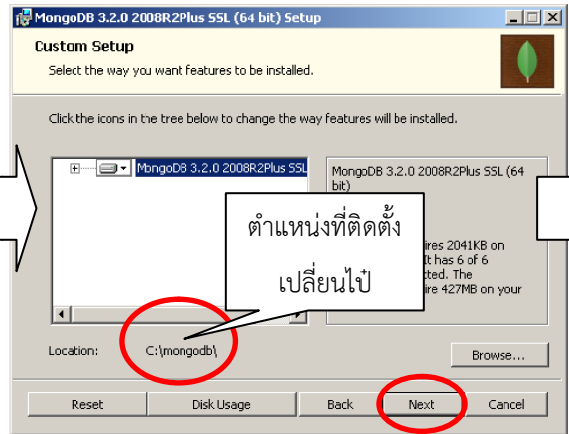 MongoDB 3.2.0 2008R2Plus SSL (64 bit) Setup
Custom Setup
Select the way you want features to be installed.
Click the icons in the tree below to change the way features will be installed.
MongoDB 3.2.0 2008R2Plus SSL
MongoDB 3.2.0 2008R2Plus SSL (64
bit)
ตำแหน่งที่ติดตั้ง
เปลี่ยนไป๋
ires 2041KB on
It has 6 of 6
cted. The
ire 427MB on your
Location:
C:\mongodb\
Browse...
Reset
Disk Usage
Back
Next
Cancel